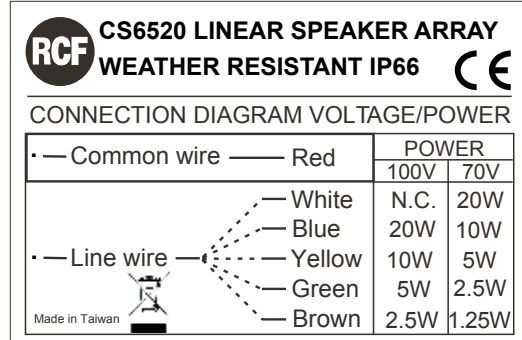 RCF CS6520 LINEAR SPEAKER ARRAY
WEATHER RESISTANT IP66 CE
CONNECTION DIAGRAM VOLTAGE/POWER
Common wire Red POWER
100V 70V
White N.C. 20W
Blue 20W 10W
Line wire Yellow 10W 5W
Green 5W 2.5W
Made in Taiwan Brown 2.5W 1.25W